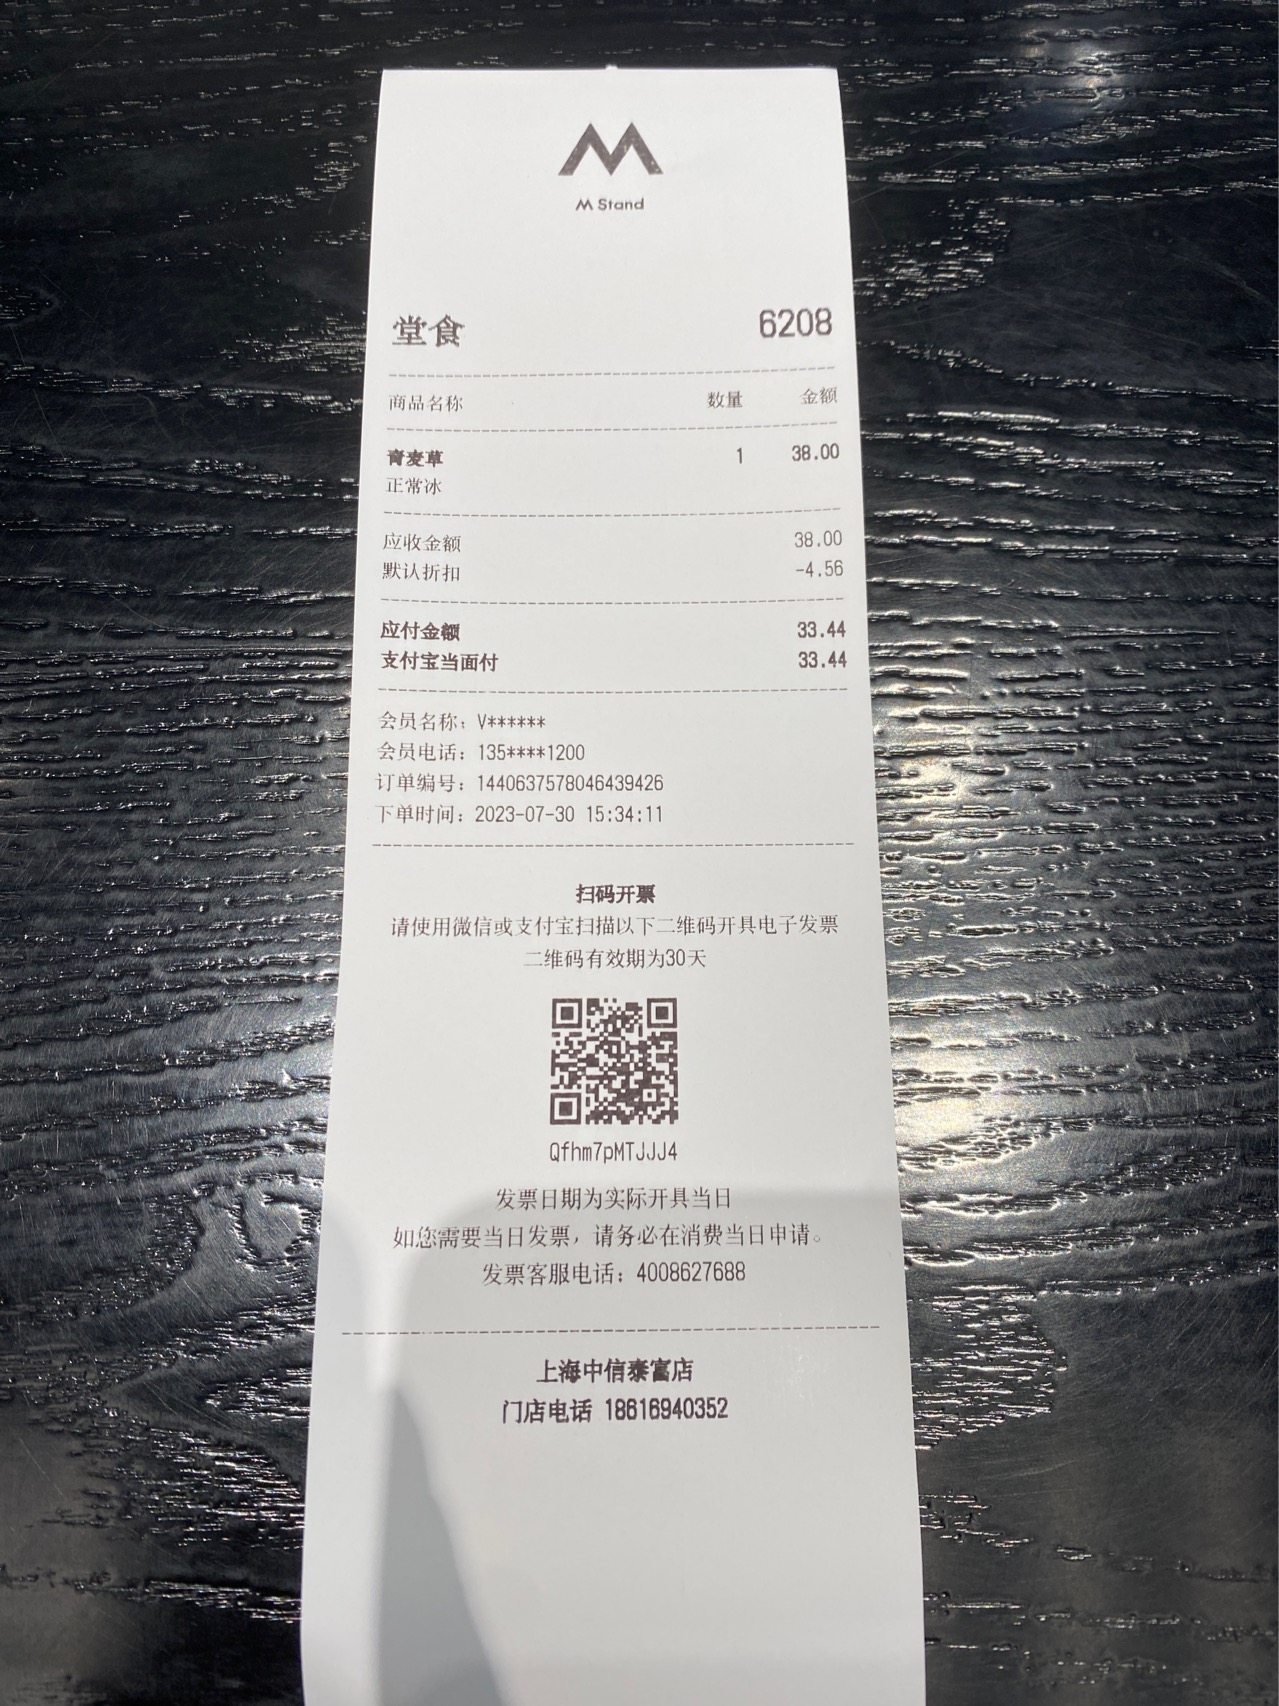 M Stand
堂食 6208
商品名称 数量 金额
青麦草 1 38.00
正常冰
应收金额 38.00
默认折扣 -4.56
应付金额 33.44
支付宝当面付 33.44
会员名称：V******
会员电话：135****1200
订单编号：1440637578046439426
下单时间：2023-07-30 15:34:11
扫码开票
请使用微信或支付宝扫描以下二维码开具电子发票
二维码有效期为30天
Qfhm7pMTJJJ4
发票日期为实际开具当日
如您需要当日发票，请务必在消费当日申请。
发票客服电话：4008627688
上海中信泰富店
门店电话 18616940352